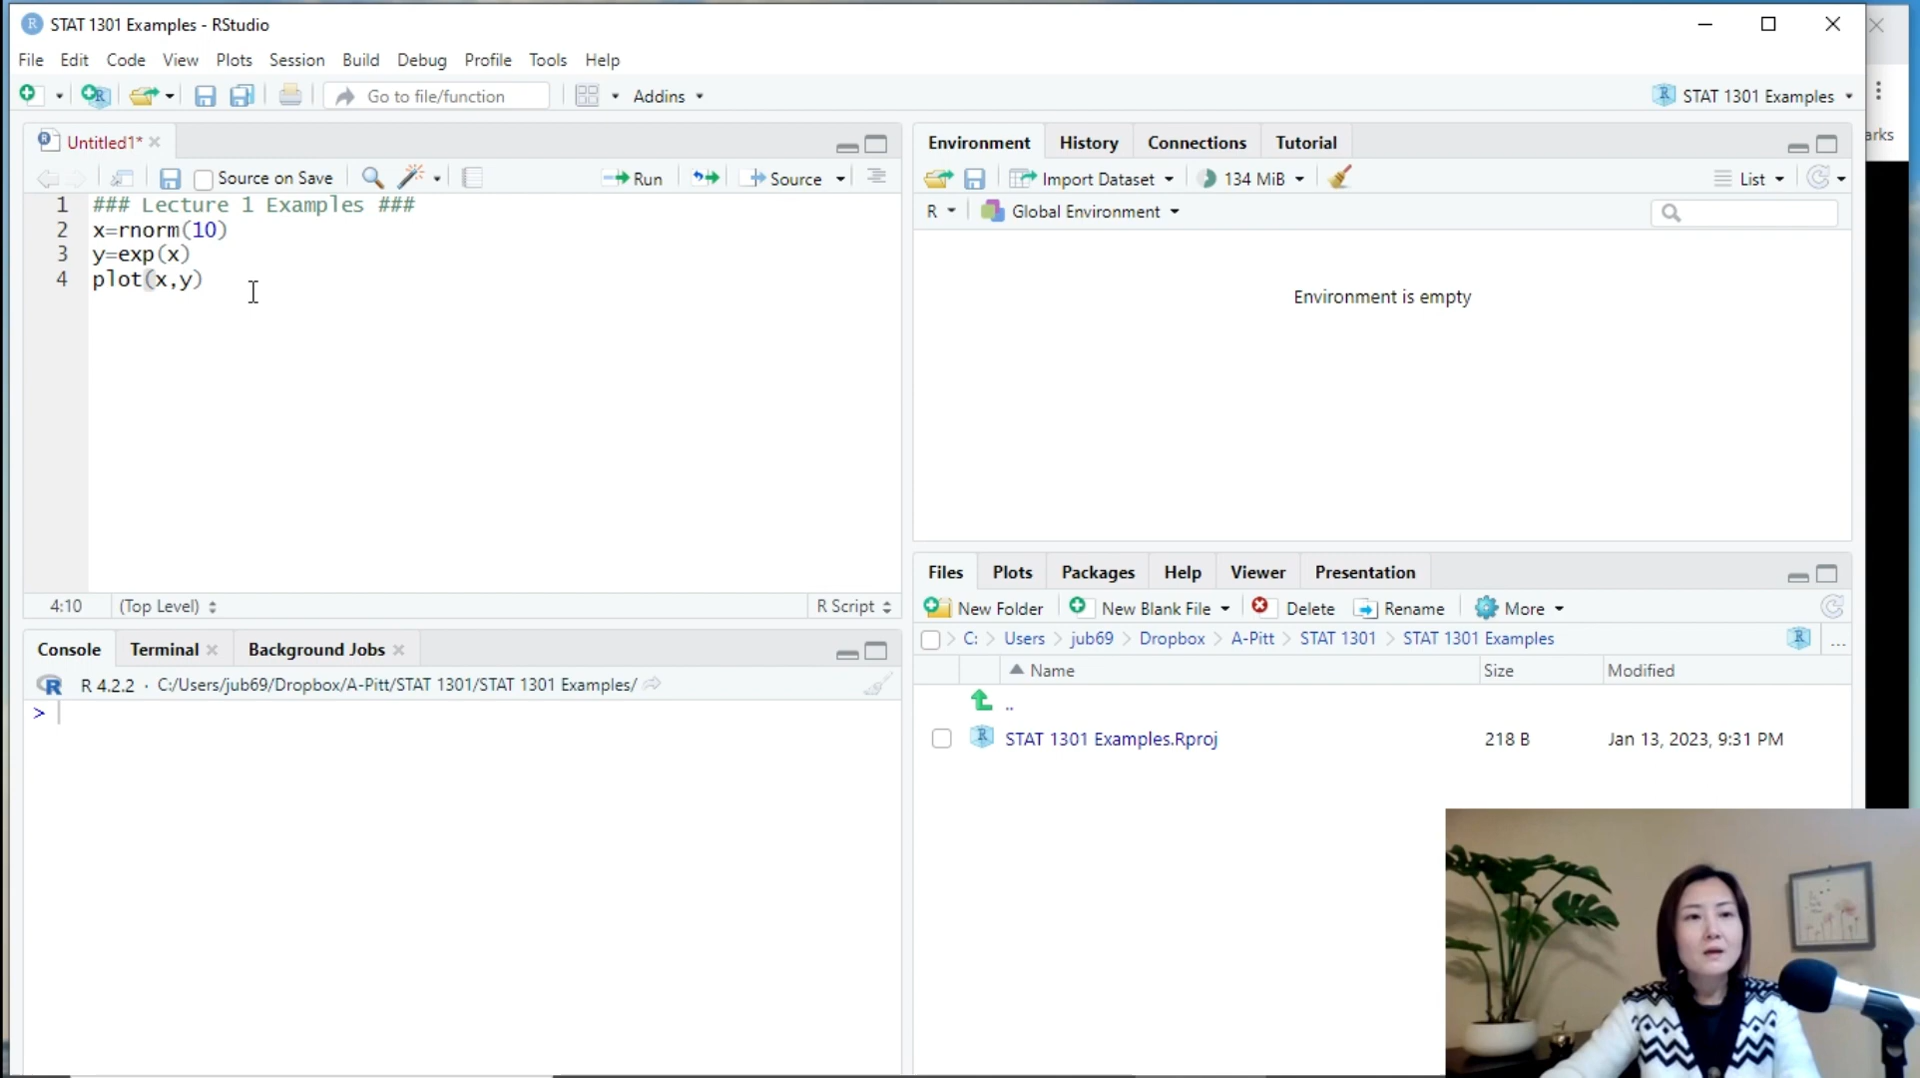 STAT 1301 Examples - RStudio
File Edit Code View Plots Session Build Debug Profile Tools Help
Go to file/function Addins STAT 1301 Examples
arks
Untitled1*
Source on Save Run Source
1 ### Lecture 1 Examples ###
2 x=rnorm(10)
3 y=exp(x)
4 plot(x,y)
4:10 (Top Level) R Script
Console Terminal Background Jobs
R 4.2.2 · C:/Users/jub69/Dropbox/A-Pitt/STAT 1301/STAT 1301 Examples/
>
Environment History Connections Tutorial
Import Dataset 134 MiB List
R Global Environment
Environment is empty
Files Plots Packages Help Viewer Presentation
New Folder New Blank File Delete Rename More
C: > Users > jub69 > Dropbox > A-Pitt > STAT 1301 > STAT 1301 Examples ...
Name Size Modified
..
STAT 1301 Examples.Rproj 218 B Jan 13, 2023, 9:31 PM